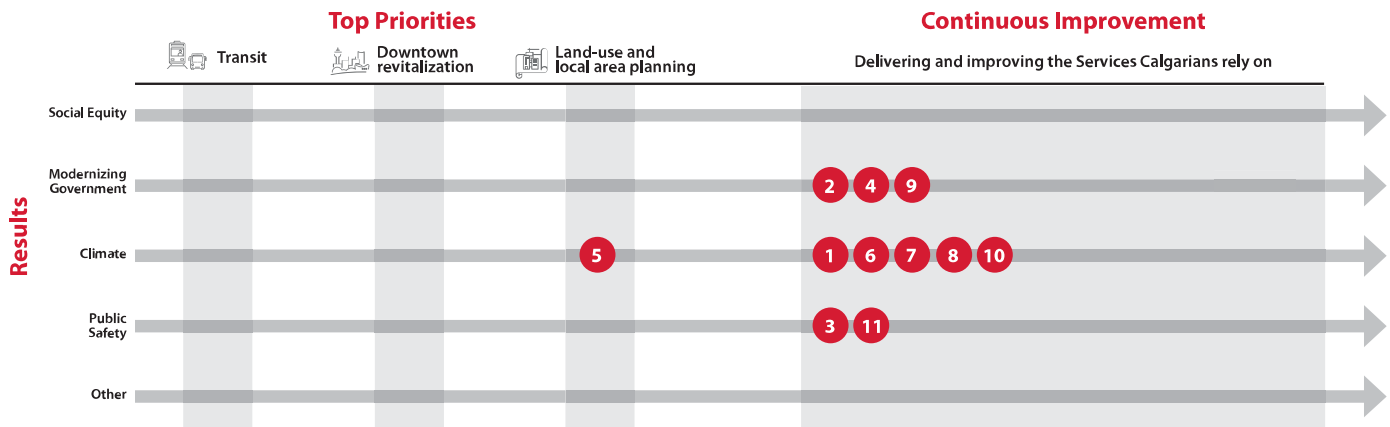 Top Priorities
Continuous Improvement
Transit
Downtown
revitalization
Land-use and
local area planning
Delivering and improving the Services Calgarians rely on
Results
Social Equity
Modernizing
Government
2 4 9
Climate
5 1 6 7 8 10
Public
Safety
3 11
Other